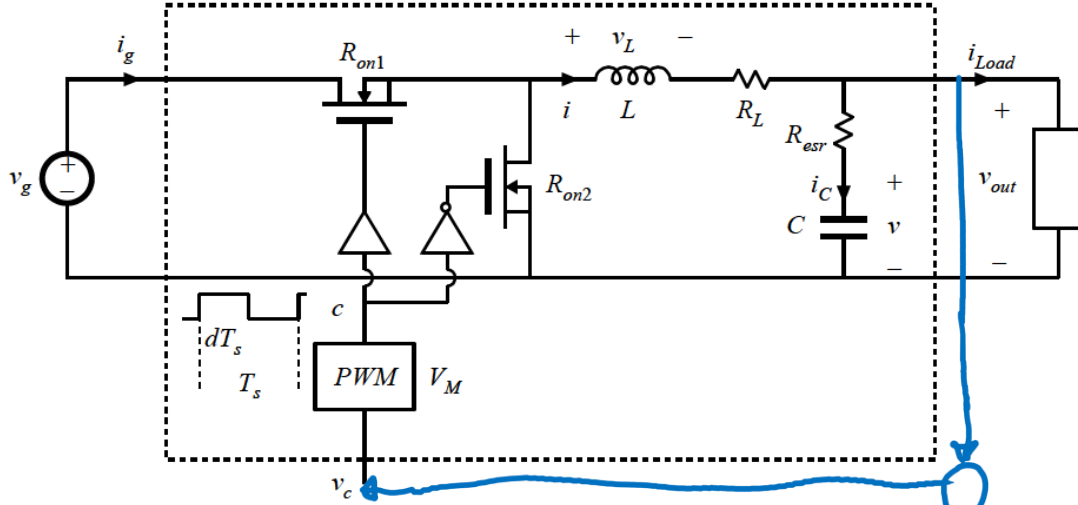 i_g
R_on1
+ v_L −
i_Load
i
L
R_L
+
R_esr
v_g
+
−
R_on2
i_C
+
v_out
C
v
−
−
c
dT_s
T_s
PWM
V_M
v_c